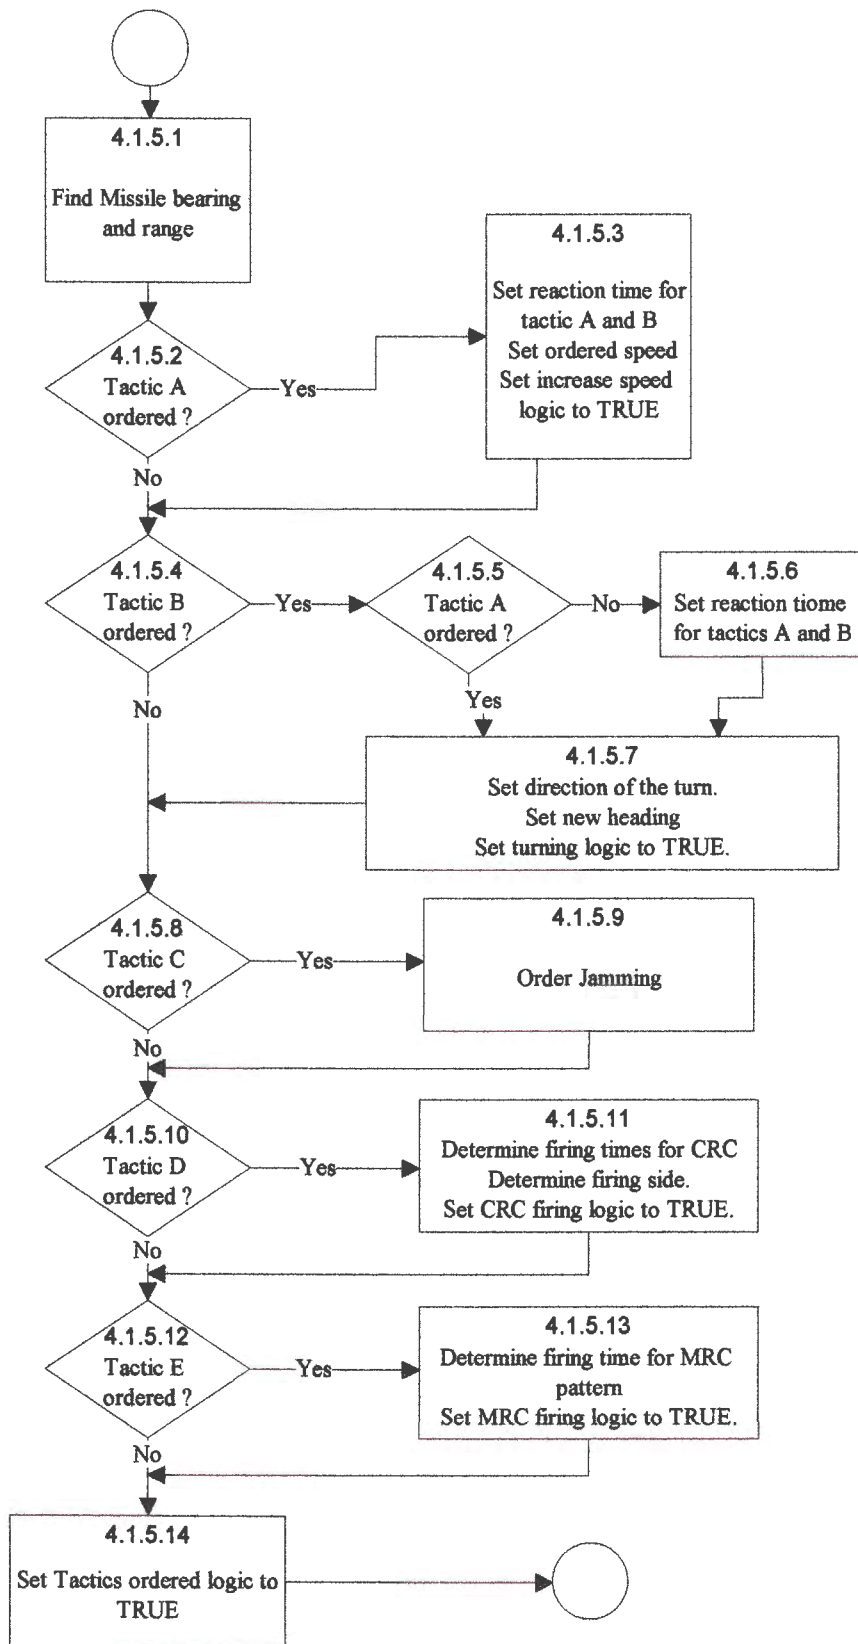 4.1.5.1
Find Missile bearing
and range
4.1.5.3
Set reaction time for
tactic A and B
Set ordered speed
Set increase speed
logic to TRUE
4.1.5.2
Tactic A
ordered ?
Yes
No
4.1.5.4
Tactic B
ordered ?
Yes
4.1.5.5
Tactic A
ordered ?
No
4.1.5.6
Set reaction tiome
for tactics A and B
No
Yes
4.1.5.7
Set direction of the turn.
Set new heading
Set turning logic to TRUE.
4.1.5.8
Tactic C
ordered ?
Yes
4.1.5.9
Order Jamming
No
4.1.5.10
Tactic D
ordered ?
Yes
4.1.5.11
Determine firing times for CRC
Determine firing side.
Set CRC firing logic to TRUE.
No
4.1.5.12
Tactic E
ordered ?
Yes
4.1.5.13
Determine firing time for MRC
pattern
Set MRC firing logic to TRUE.
No
4.1.5.14
Set Tactics ordered logic to
TRUE